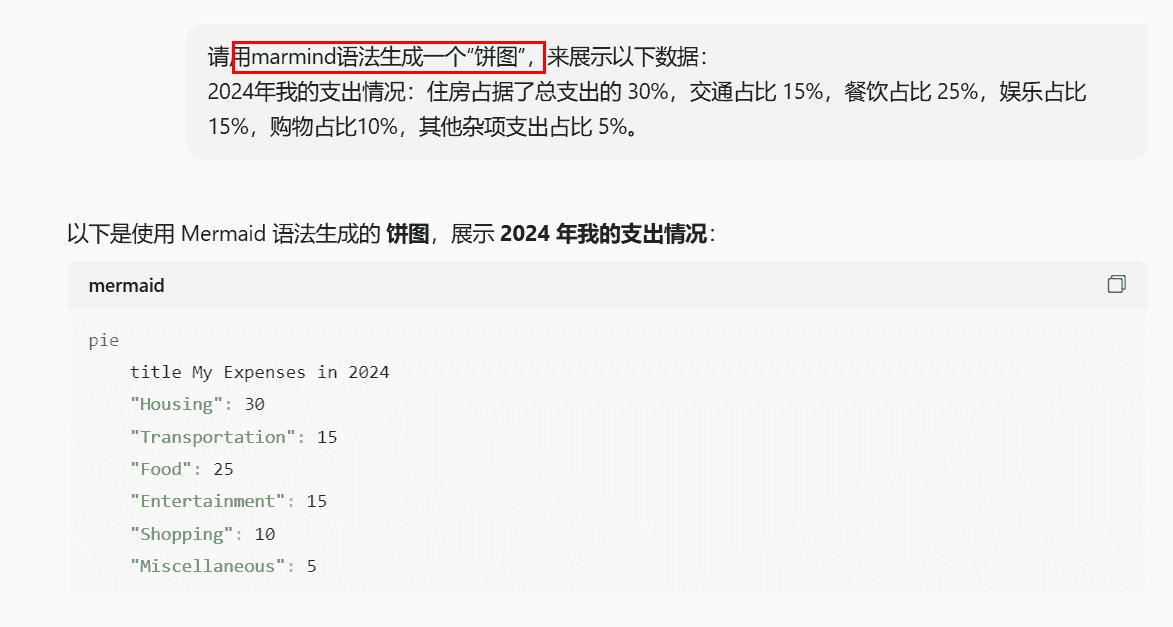 请用marmind语法生成一个“饼图”，来展示以下数据：
2024年我的支出情况：住房占据了总支出的 30%，交通占比 15%，餐饮占比 25%，娱乐占比
15%，购物占比10%，其他杂项支出占比 5%。
以下是使用 Mermaid 语法生成的 饼图，展示 2024 年我的支出情况：
mermaid
pie
title My Expenses in 2024
"Housing": 30
"Transportation": 15
"Food": 25
"Entertainment": 15
"Shopping": 10
"Miscellaneous": 5